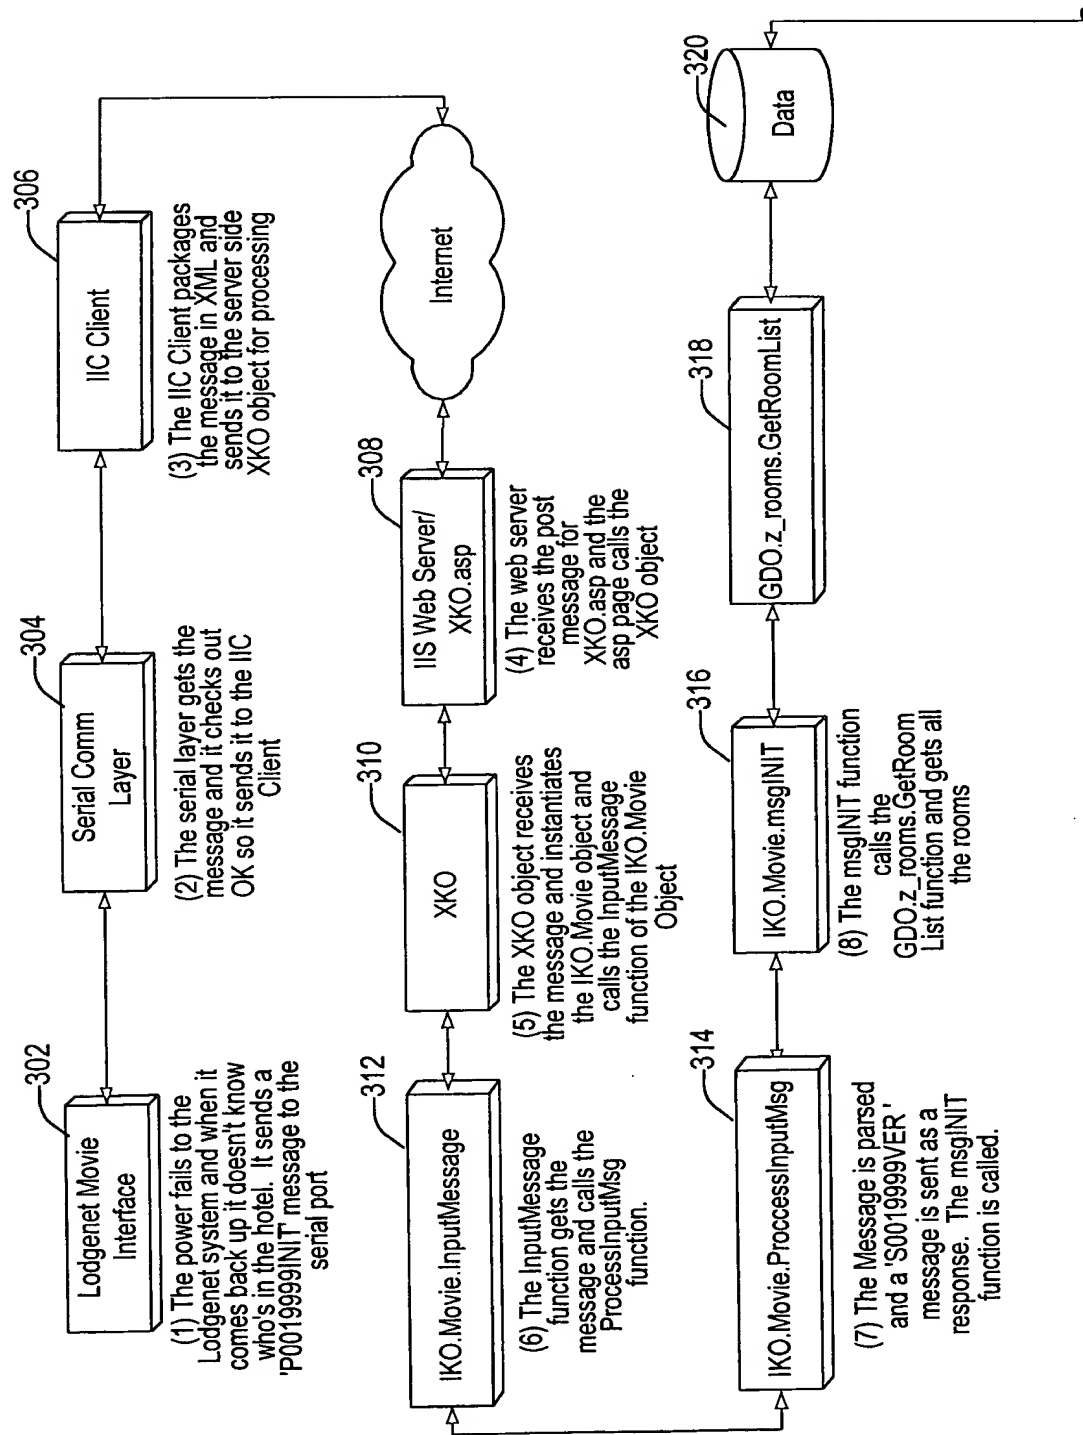 302
Lodgenet Movie
Interface
(1) The power fails to the
Lodgenet system and when it
comes back up it doesn't know
who's in the hotel. It sends a
'P0019999INIT' message to the
serial port
304
Serial Comm
Layer
(2) The serial layer gets the
message and it checks out
OK so it sends it to the IIC
Client
306
IIC Client
(3) The IIC Client packages
the message in XML and
sends it to the server side
XKO object for processing
Internet
308
IIS Web Server/
XKO.asp
(4) The web server
receives the post
message for
XKO.asp and the
asp page calls the
XKO object
310
XKO
(5) The XKO object receives
the message and instantiates
the IKO.Movie object and
calls the InputMessage
function of the IKO.Movie
Object
312
IKO.Movie.InputMessage
(6) The InputMessage
function gets the
message and calls the
ProcessInputMsg
function.
314
IKO.Movie.ProccessInputMsg
(7) The Message is parsed
and a 'S0019999VER '
message is sent as a
response. The msgINIT
function is called.
316
IKO.Movie.msgINIT
(8) The msgINIT function
calls the
GDO.z_rooms.GetRoom
List function and gets all
the rooms
318
GDO.z_rooms.GetRoomList
320
Data